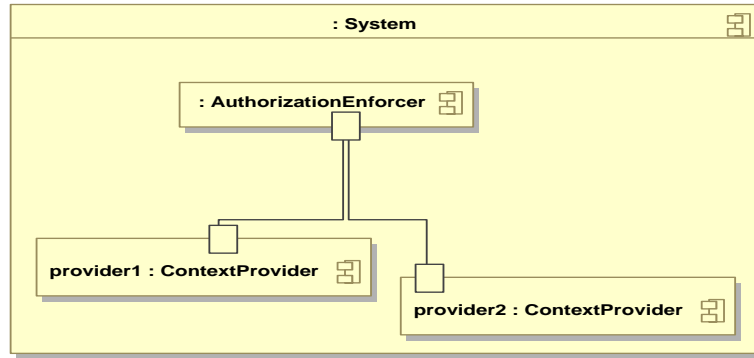 : System
: AuthorizationEnforcer
provider1 : ContextProvider
provider2 : ContextProvider